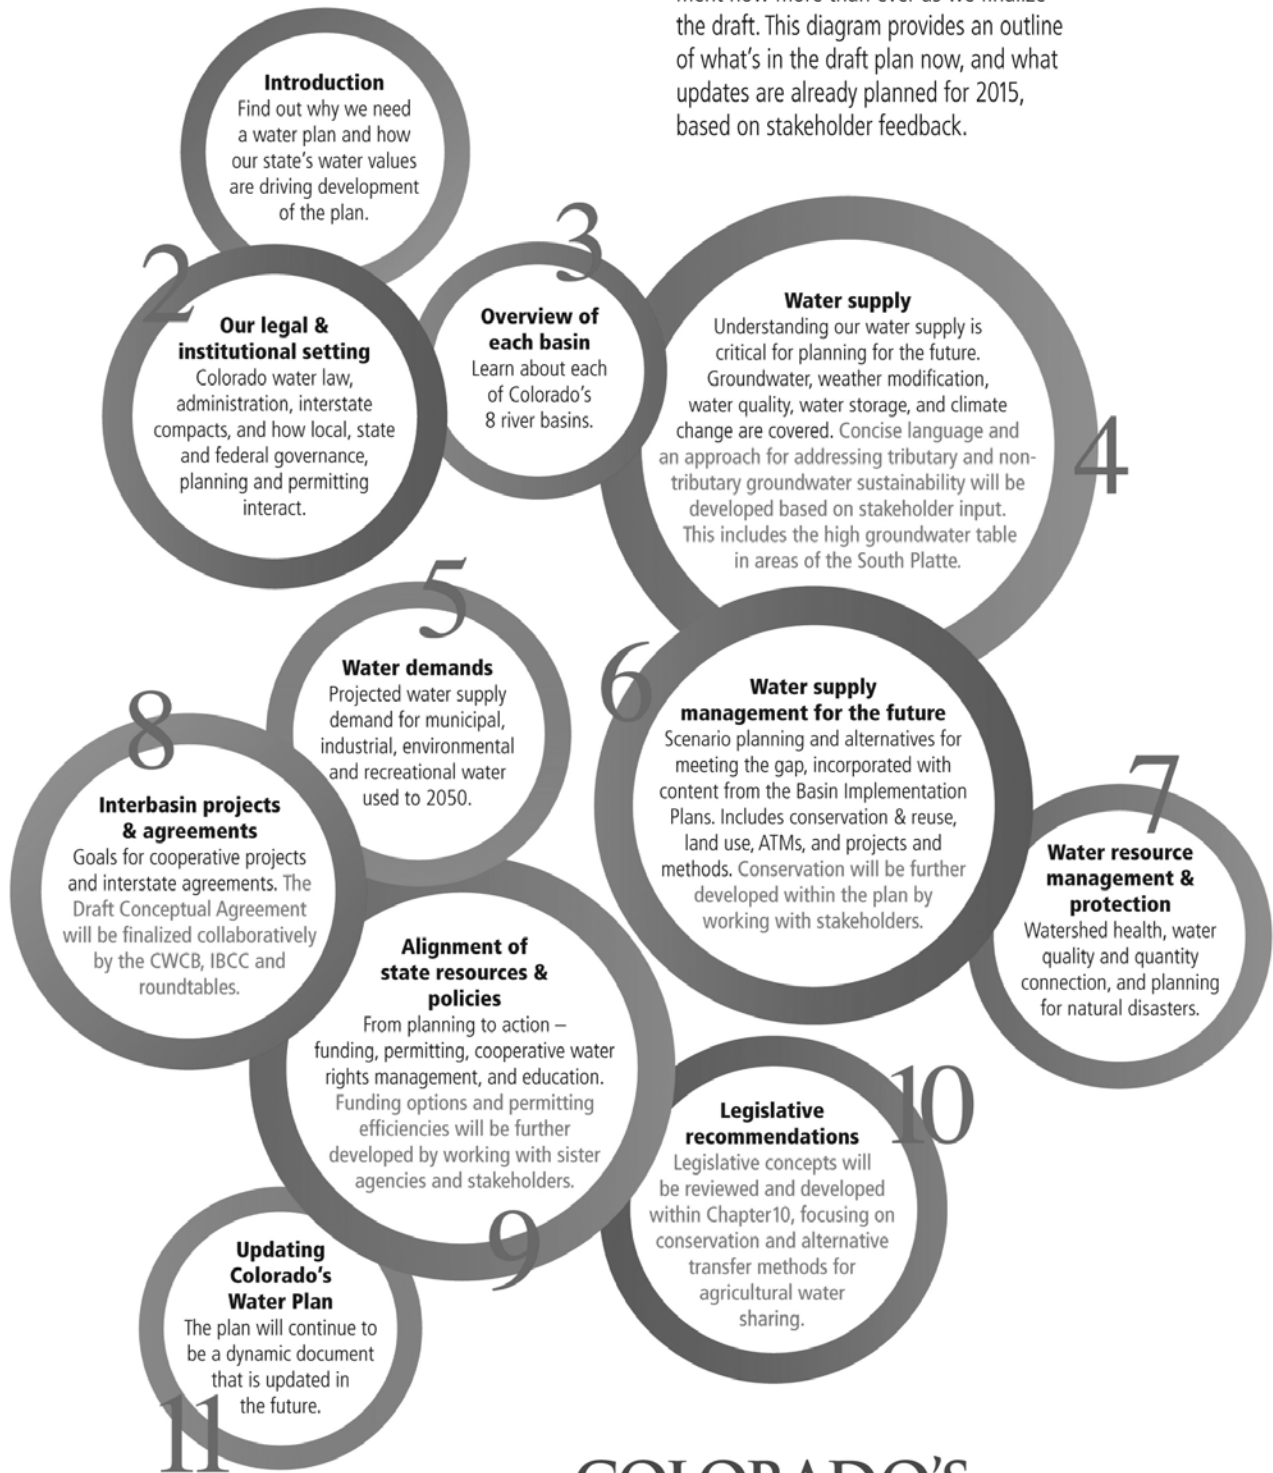 the draft. This diagram provides an outline
of what's in the draft plan now, and what
updates are already planned for 2015,
based on stakeholder feedback.
Introduction
Find out why we need
a water plan and how
our state's water values
are driving development
of the plan.
2
Our legal &
institutional setting
Colorado water law,
administration, interstate
compacts, and how local, state
and federal governance,
planning and permitting
interact.
3
Overview of
each basin
Learn about each
of Colorado's
8 river basins.
4
Water supply
Understanding our water supply is
critical for planning for the future.
Groundwater, weather modification,
water quality, water storage, and climate
change are covered. Concise language and
an approach for addressing tributary and non-
tributary groundwater sustainability will be
developed based on stakeholder input.
This includes the high groundwater table
in areas of the South Platte.
5
Water demands
Projected water supply
demand for municipal,
industrial, environmental
and recreational water
used to 2050.
6
Water supply
management for the future
Scenario planning and alternatives for
meeting the gap, incorporated with
content from the Basin Implementation
Plans. Includes conservation & reuse,
land use, ATMs, and projects and
methods. Conservation will be further
developed within the plan by
working with stakeholders.
7
Water resource
management &
protection
Watershed health, water
quality and quantity
connection, and planning
for natural disasters.
8
Interbasin projects
& agreements
Goals for cooperative projects
and interstate agreements. The
Draft Conceptual Agreement
will be finalized collaboratively
by the CWCB, IBCC and
roundtables.
Alignment of
state resources &
policies
From planning to action –
funding, permitting, cooperative water
rights management, and education.
Funding options and permitting
efficiencies will be further
developed by working with sister
agencies and stakeholders.
9
10
Legislative
recommendations
Legislative concepts will
be reviewed and developed
within Chapter10, focusing on
conservation and alternative
transfer methods for
agricultural water
sharing.
Updating
Colorado's
Water Plan
The plan will continue to
be a dynamic document
that is updated in
the future.
11
COLORADO'S